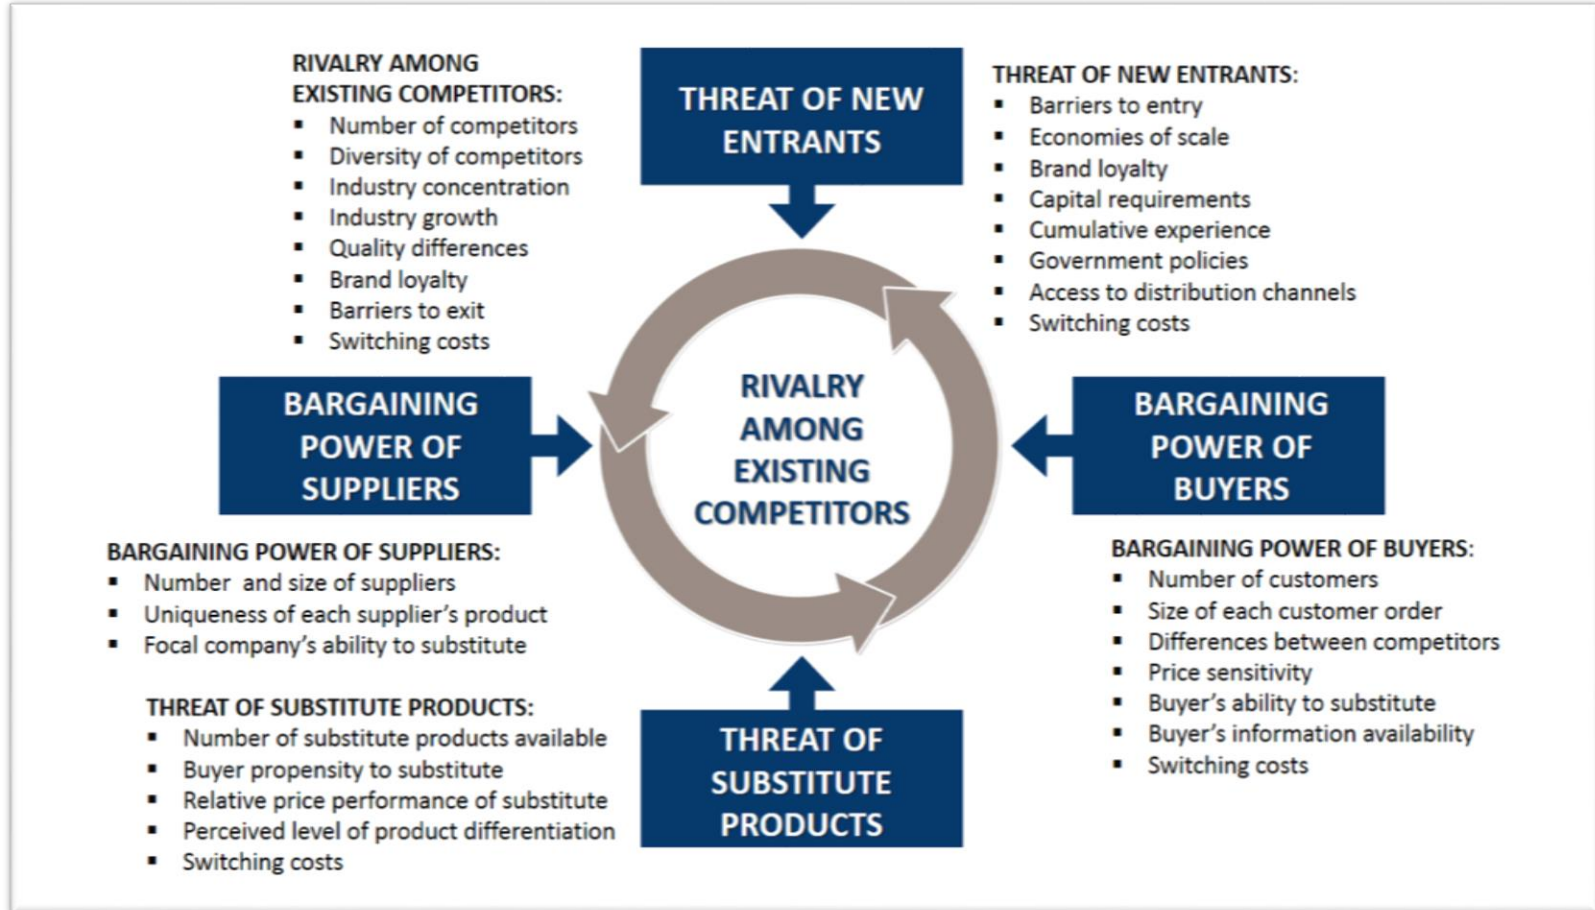 RIVALRY AMONG
EXISTING COMPETITORS:
▪ Number of competitors
▪ Diversity of competitors
▪ Industry concentration
▪ Industry growth
▪ Quality differences
▪ Brand loyalty
▪ Barriers to exit
▪ Switching costs
THREAT OF NEW
ENTRANTS
THREAT OF NEW ENTRANTS:
▪ Barriers to entry
▪ Economies of scale
▪ Brand loyalty
▪ Capital requirements
▪ Cumulative experience
▪ Government policies
▪ Access to distribution channels
▪ Switching costs
BARGAINING
POWER OF
SUPPLIERS
RIVALRY
AMONG
EXISTING
COMPETITORS
BARGAINING
POWER OF
BUYERS
BARGAINING POWER OF SUPPLIERS:
▪ Number and size of suppliers
▪ Uniqueness of each supplier's product
▪ Focal company's ability to substitute
BARGAINING POWER OF BUYERS:
▪ Number of customers
▪ Size of each customer order
▪ Differences between competitors
▪ Price sensitivity
▪ Buyer's ability to substitute
▪ Buyer's information availability
▪ Switching costs
THREAT OF SUBSTITUTE PRODUCTS:
▪ Number of substitute products available
▪ Buyer propensity to substitute
▪ Relative price performance of substitute
▪ Perceived level of product differentiation
▪ Switching costs
THREAT OF
SUBSTITUTE
PRODUCTS